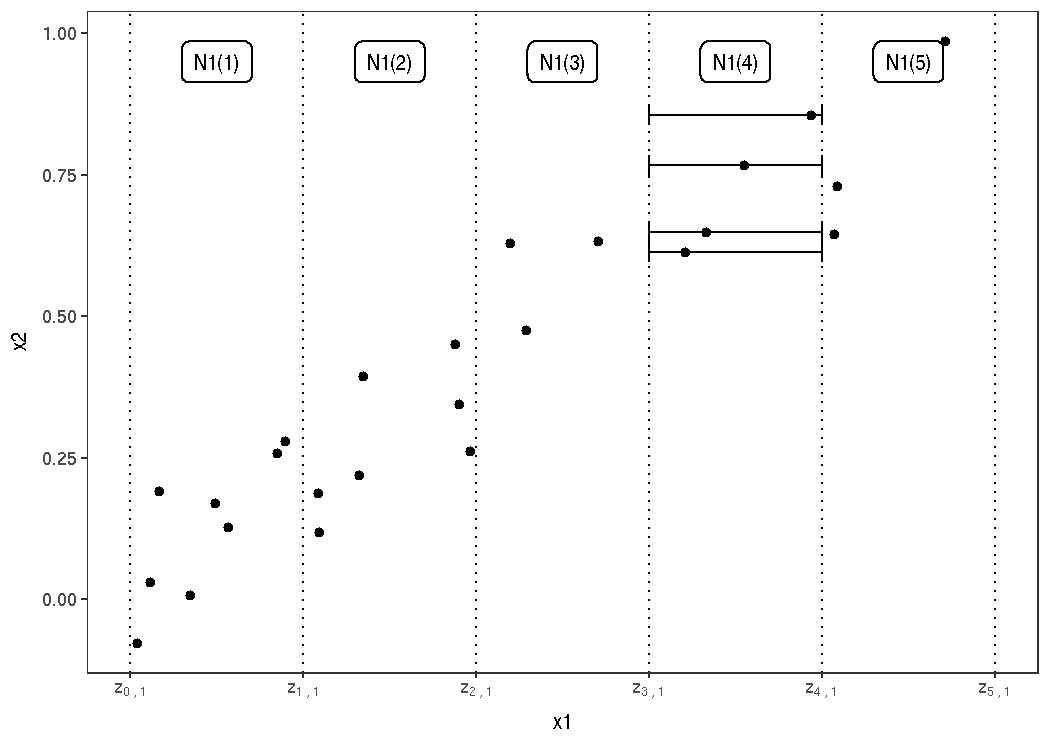 1.00
N1(1) N1(2) N1(3) N1(4) N1(5)
0.75
0.50
x2
0.25
0.00
z0,1 z1,1 z2,1 z3,1 z4,1 z5,1
x1